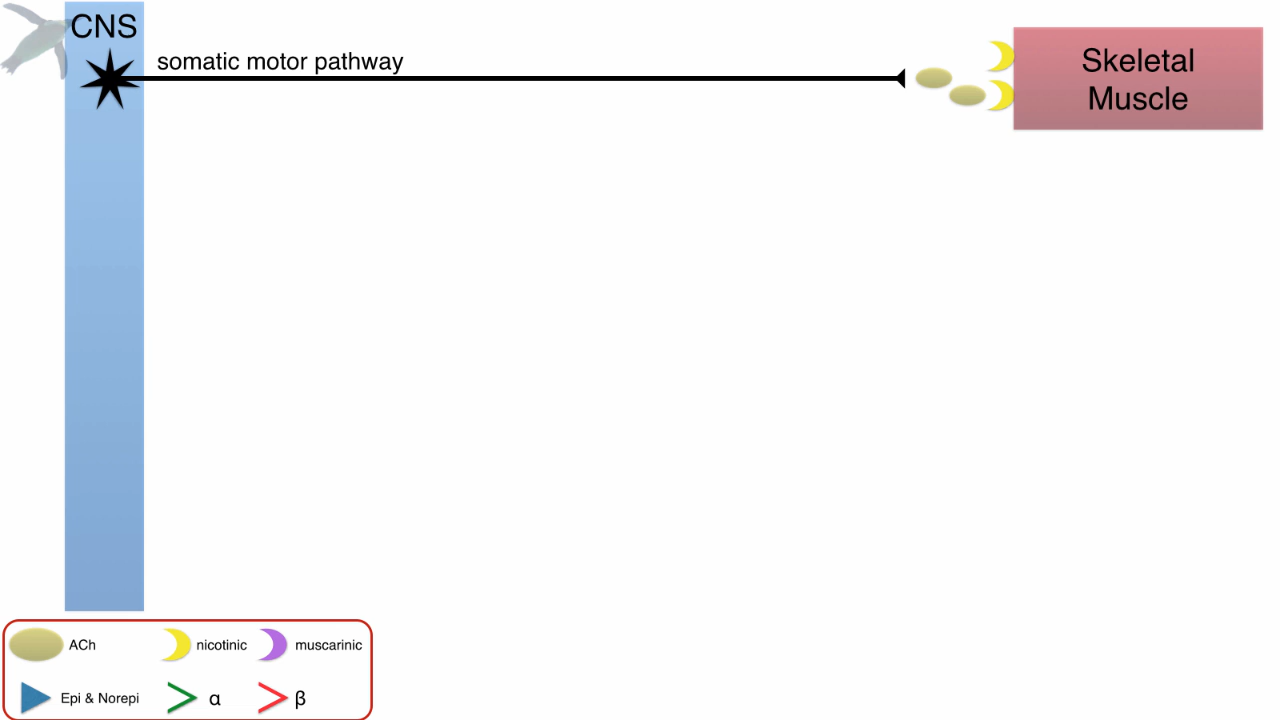 CNS
somatic motor pathway
Skeletal
Muscle
ACh
nicotinic
muscarinic
Epi & Norepi
α
β